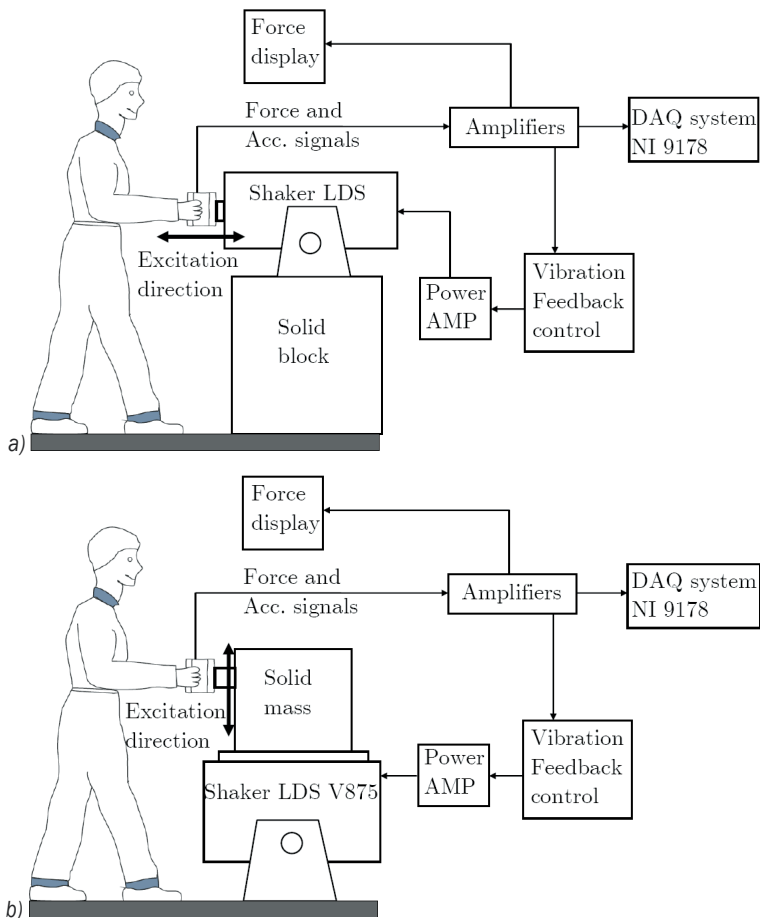 Force
display
Force and
Acc. signals
Amplifiers
DAQ system
NI 9178
Shaker LDS
Excitation
direction
Power
AMP
Vibration
Feedback
control
Solid
block
a)
Force
display
Force and
Acc. signals
Amplifiers
DAQ system
NI 9178
Solid
mass
Excitation
direction
Power
AMP
Vibration
Feedback
control
Shaker LDS V875
b)